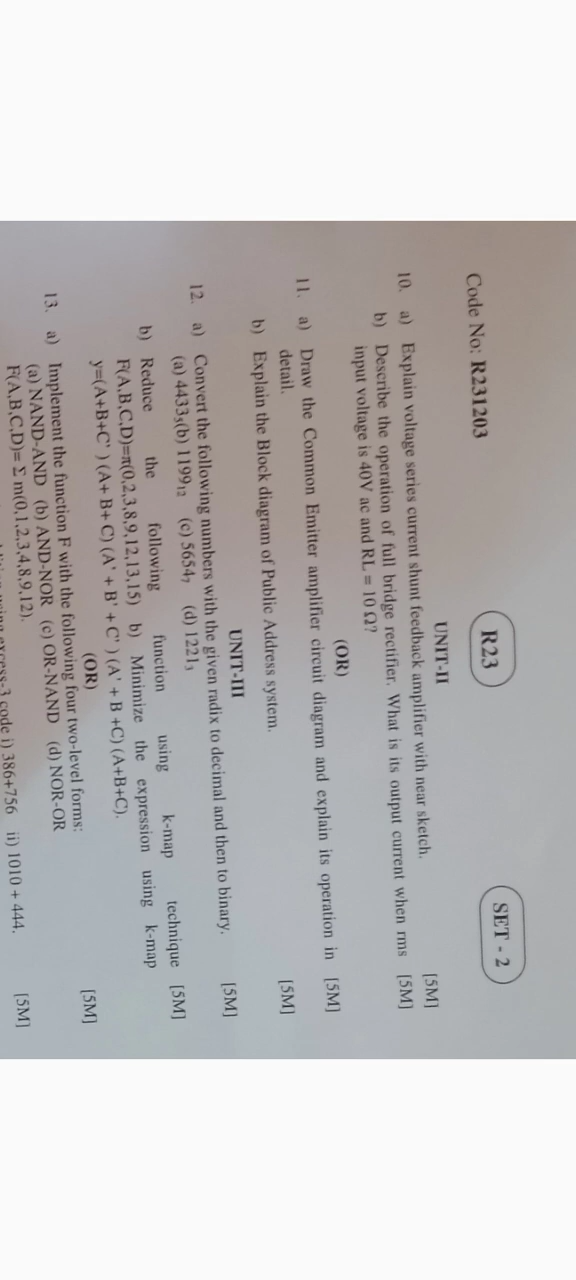 Code No: R231203
R23
SET - 2
UNIT-II
10. a) Explain voltage series current shunt feedback amplifier with near sketch. [5M]
b) Describe the operation of full bridge rectifier. What is its output current when rms [5M]
input voltage is 40V ac and RL = 10 Ω?
(OR)
11. a) Draw the Common Emitter amplifier circuit diagram and explain its operation in [5M]
detail.
b) Explain the Block diagram of Public Address system. [5M]
UNIT-III
12. a) Convert the following numbers with the given radix to decimal and then to binary. [5M]
(a) 4433₅(b) 1199₁₂ (c) 5654₇ (d) 1221₃
b) Reduce the following function using k-map technique [5M]
F(A,B,C,D)=π(0,2,3,8,9,12,13,15) b) Minimize the expression using k-map
y=(A+B+C' ) (A+ B+ C) (A' + B' +C' ) (A' + B +C) (A+B+C).
(OR)
13. a) Implement the function F with the following four two-level forms: [5M]
(a) NAND-AND (b) AND-NOR (c) OR-NAND (d) NOR-OR
F(A,B,C,D)= Σ m(0,1,2,3,4,8,9,12).
using excess-3 code i) 386+756 ii) 1010 + 444. [5M]